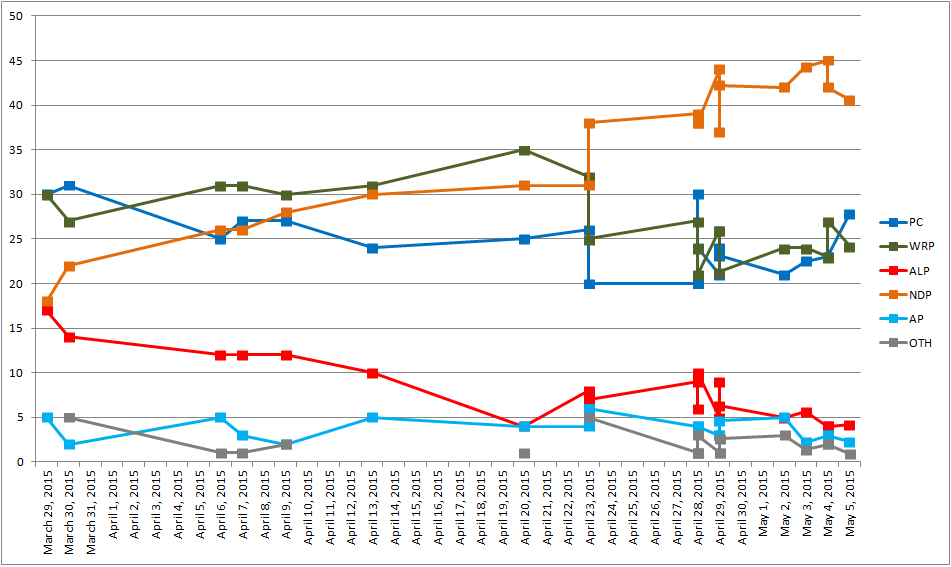 50
45
40
35
30
25
20
15
10
5
0
March 29, 2015
March 30, 2015
March 31, 2015
April 1, 2015
April 2, 2015
April 3, 2015
April 4, 2015
April 5, 2015
April 6, 2015
April 7, 2015
April 8, 2015
April 9, 2015
April 10, 2015
April 11, 2015
April 12, 2015
April 13, 2015
April 14, 2015
April 15, 2015
April 16, 2015
April 17, 2015
April 18, 2015
April 19, 2015
April 20, 2015
April 21, 2015
April 22, 2015
April 23, 2015
April 24, 2015
April 25, 2015
April 26, 2015
April 27, 2015
April 28, 2015
April 29, 2015
April 30, 2015
May 1, 2015
May 2, 2015
May 3, 2015
May 4, 2015
May 5, 2015
PC
WRP
ALP
NDP
AP
OTH